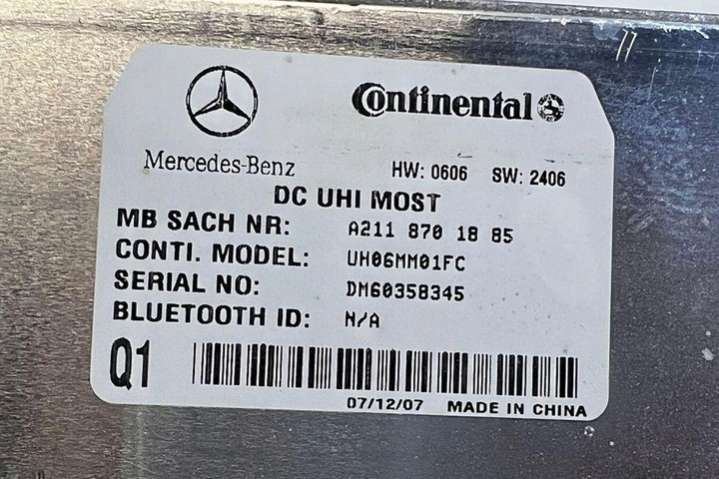 Continental
Mercedes-Benz
HW: 0606 SW: 2406
DC UHI MOST
MB SACH NR: A211 870 18 85
CONTI. MODEL: UH06MM01FC
SERIAL NO: DM60358345
BLUETOOTH ID: N/A
Q1
07/12/07 MADE IN CHINA